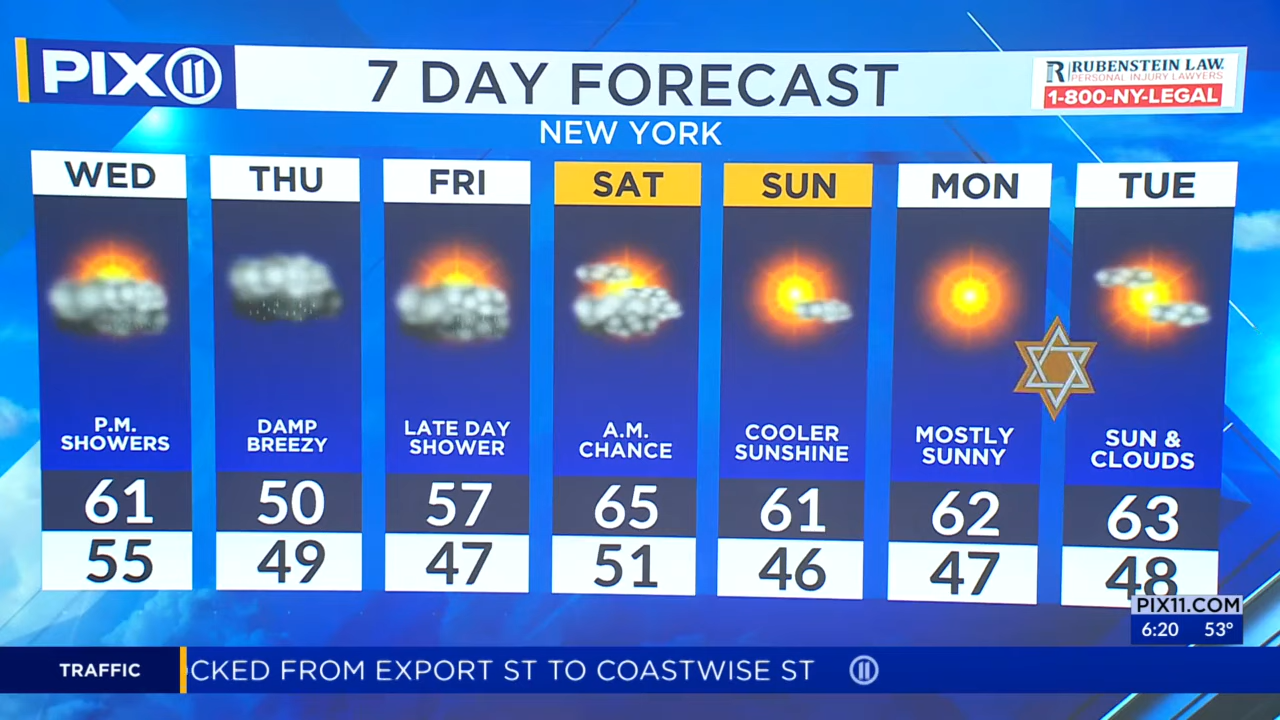 PIX11
7 DAY FORECAST
R RUBENSTEIN LAW
PERSONAL INJURY LAWYERS
1-800-NY-LEGAL
NEW YORK
WED
THU
FRI
SAT
SUN
MON
TUE
P.M.
SHOWERS
DAMP
BREEZY
LATE DAY
SHOWER
A.M.
CHANCE
COOLER
SUNSHINE
MOSTLY
SUNNY
SUN &
CLOUDS
61
50
57
65
61
62
63
55
49
47
51
46
47
48
PIX11.COM
6:20 53°
TRAFFIC
CKED FROM EXPORT ST TO COASTWISE ST 11